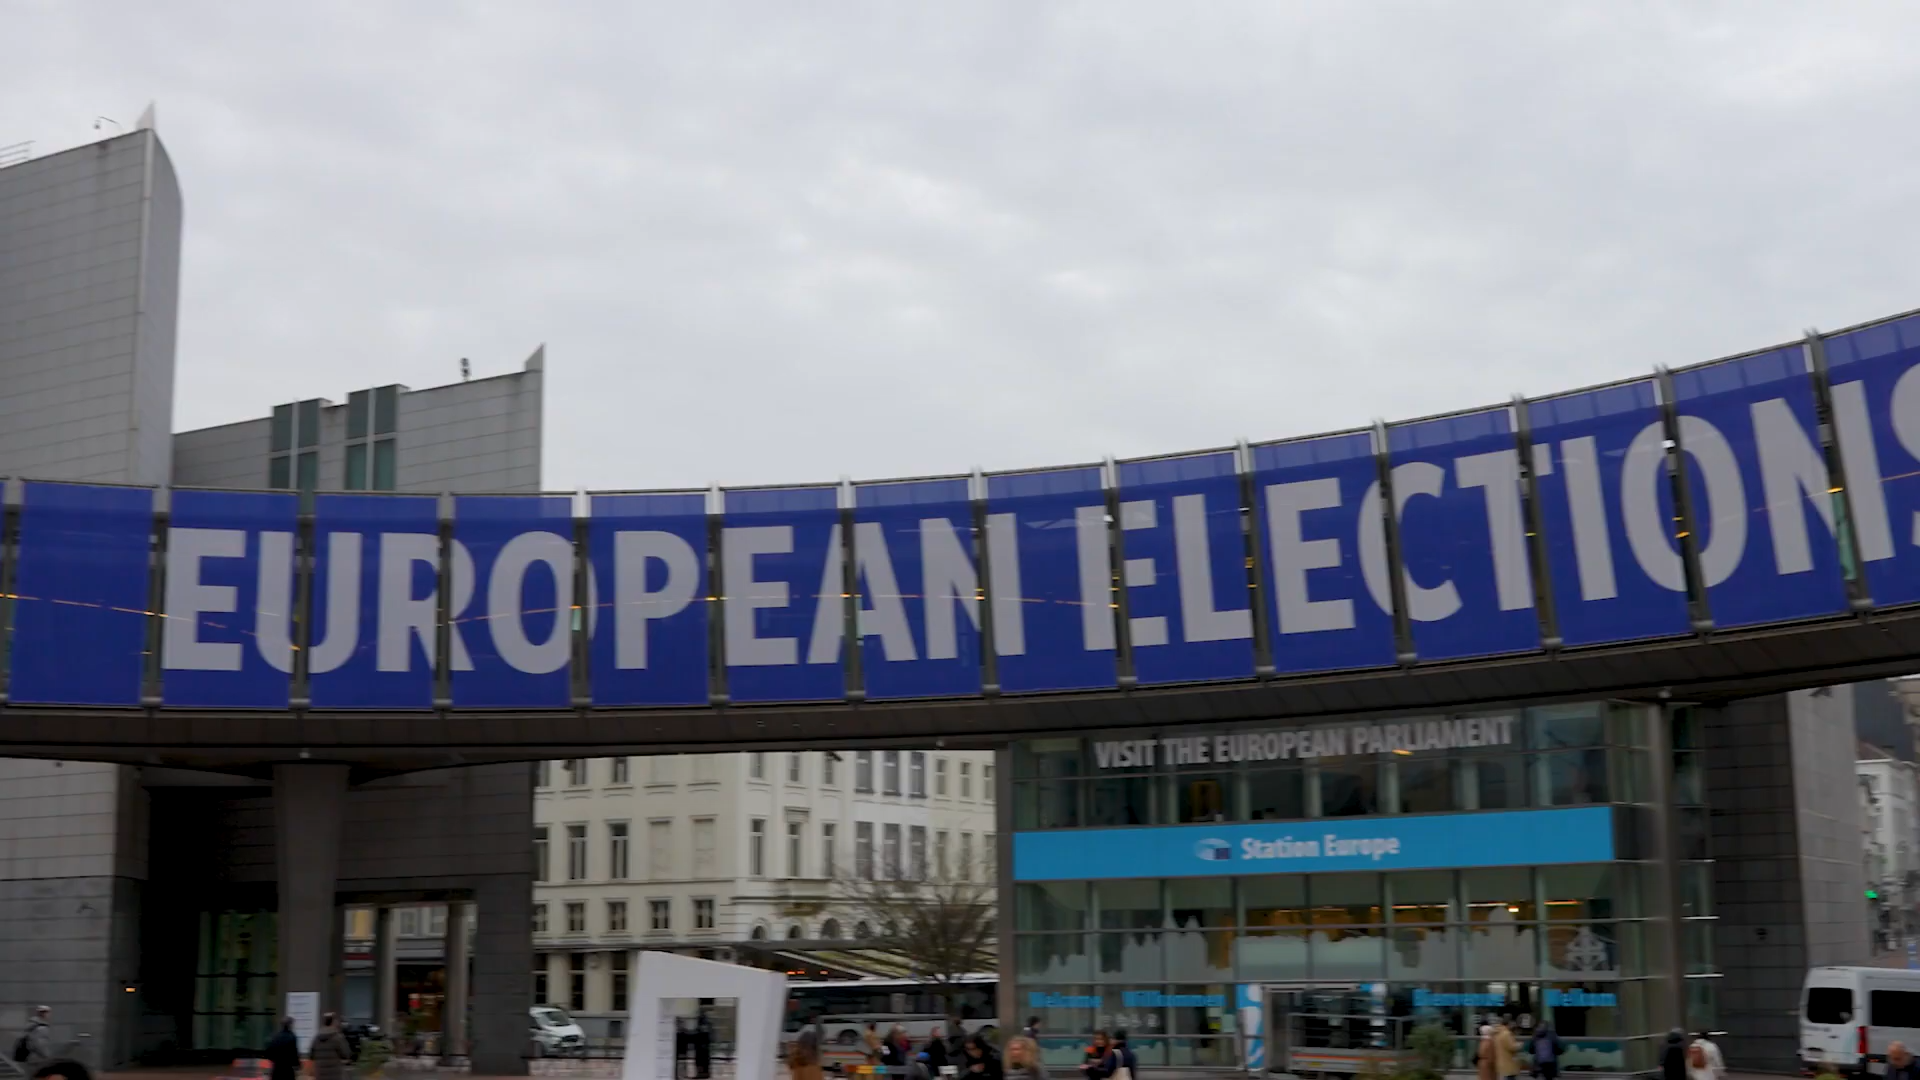 EUROPEAN ELECTIONS
VISIT THE EUROPEAN PARLIAMENT
Station Europe
Welcome Willkommen Bienvenue Welkom